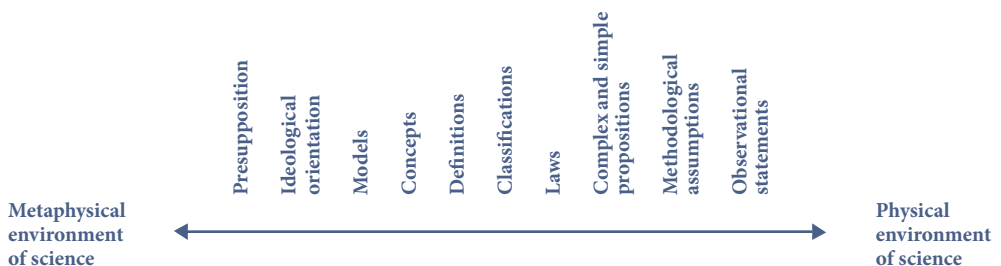 Presupposition
Ideological
orientation
Models
Concepts
Definitions
Classifications
Laws
Complex and simple
propositions
Methodological
assumptions
Observational
statements
Metaphysical
environment
of science
Physical
environment
of science